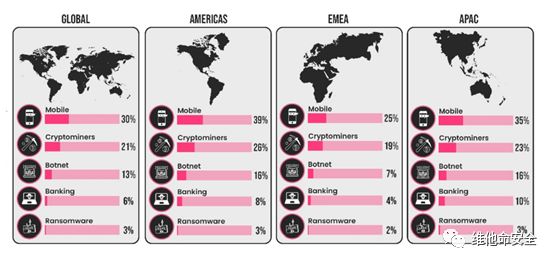 GLOBAL
Mobile
30%
Cryptominers
21%
Botnet
13%
Banking
6%
Ransomware
3%
AMERICAS
Mobile
39%
Cryptominers
26%
Botnet
16%
Banking
8%
Ransomware
3%
EMEA
Mobile
25%
Cryptominers
19%
Botnet
7%
Banking
4%
Ransomware
2%
APAC
Mobile
35%
Cryptominers
23%
Botnet
16%
Banking
10%
Ransomware
3%
维他命安全